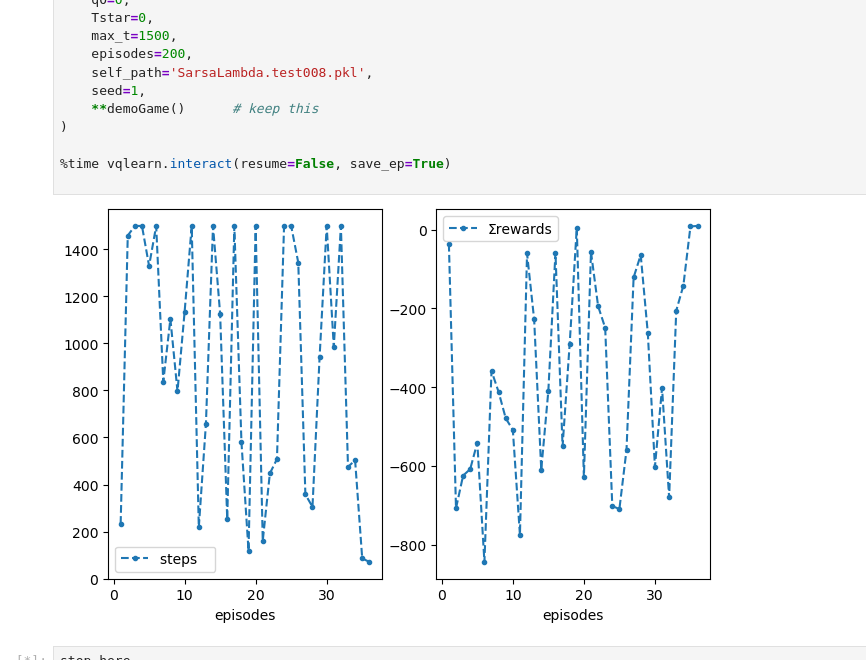 q0=0,
Tstar=0,
max_t=1500,
episodes=200,
self_path='SarsaLambda.test008.pkl',
seed=1,
**demoGame() # keep this
)
%time vqlearn.interact(resume=False, save_ep=True)
1400
1200
1000
800
600
400
200
0
steps
0 10 20 30
episodes
Σrewards
0
−200
−400
−600
−800
0 10 20 30
episodes
[*]: stop here